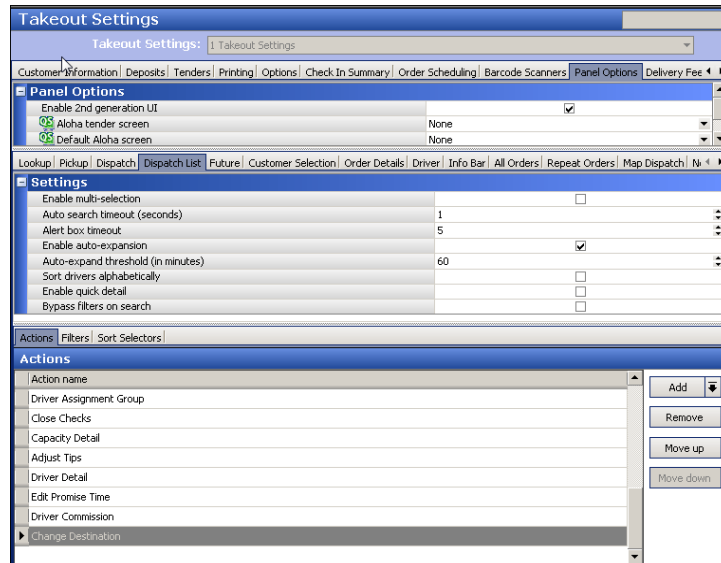 Takeout Settings
Takeout Settings: 1 Takeout Settings
Customer Information Deposits Tenders Printing Options Check In Summary Order Scheduling Barcode Scanners Panel Options Delivery Fee
Panel Options
Enable 2nd generation UI
QS Aloha tender screen None
QS Default Aloha screen None
Lookup Pickup Dispatch Dispatch List Future Customer Selection Order Details Driver Info Bar All Orders Repeat Orders Map Dispatch
Settings
Enable multi-selection
Auto search timeout (seconds) 1
Alert box timeout 5
Enable auto-expansion
Auto-expand threshold (in minutes) 60
Sort drivers alphabetically
Enable quick detail
Bypass filters on search
Actions Filters Sort Selectors
Actions
Action name
Driver Assignment Group
Close Checks
Capacity Detail
Adjust Tips
Driver Detail
Edit Promise Time
Driver Commission
Change Destination
Add
Remove
Move up
Move down